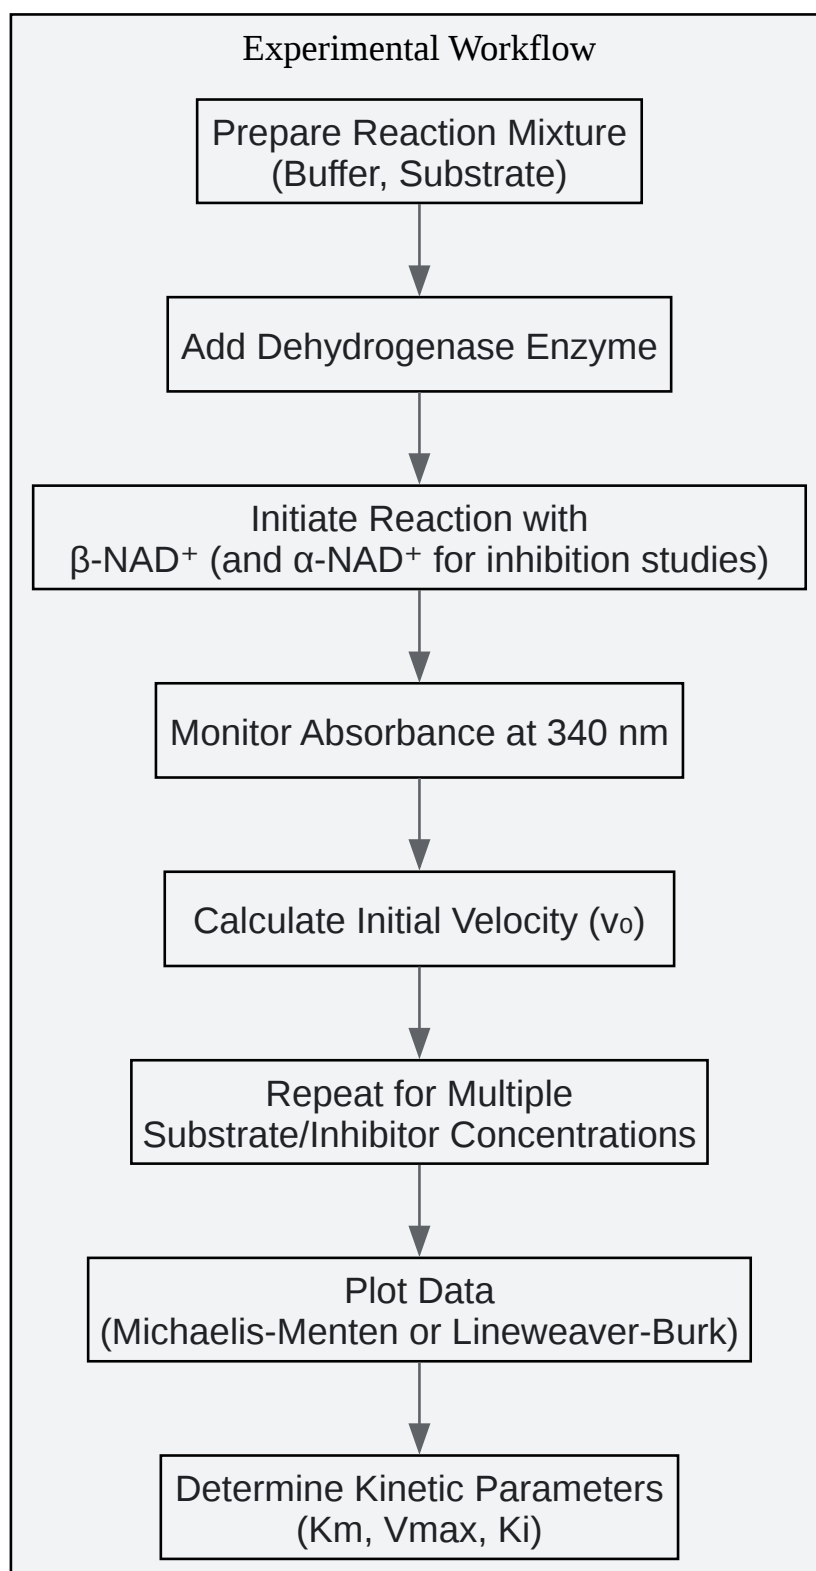 Experimental Workflow
Prepare Reaction Mixture
(Buffer, Substrate)
Add Dehydrogenase Enzyme
Initiate Reaction with
β-NAD⁺ (and α-NAD⁺ for inhibition studies)
Monitor Absorbance at 340 nm
Calculate Initial Velocity (v₀)
Repeat for Multiple
Substrate/Inhibitor Concentrations
Plot Data
(Michaelis-Menten or Lineweaver-Burk)
Determine Kinetic Parameters
(Km, Vmax, Ki)